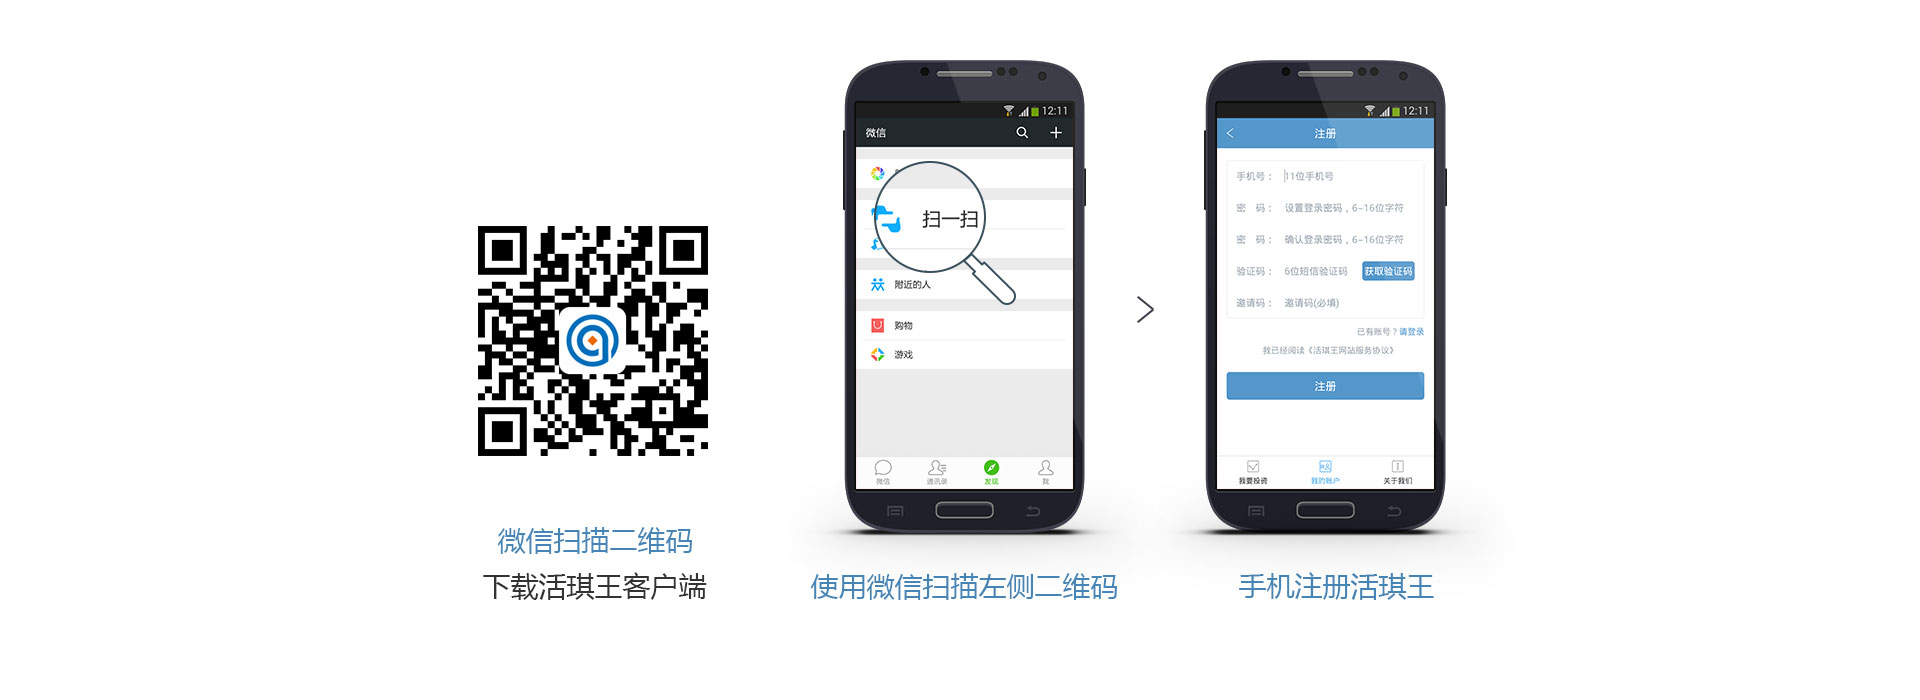 微信扫描二维码
下载活琪王客户端
12:11
微信
扫一扫
附近的人
购物
游戏
微信 通讯录 发现 我
使用微信扫描左侧二维码
>
12:11
注册
手机号： 11位手机号
密 码： 设置登录密码，6-16位字符
密 码： 确认登录密码，6-16位字符
验证码： 6位短信验证码 获取验证码
邀请码： 邀请码(必填)
已有账号？请登录
我已经阅读《活琪王网站服务协议》
注册
我要投资 我的账户 关于我们
手机注册活琪王